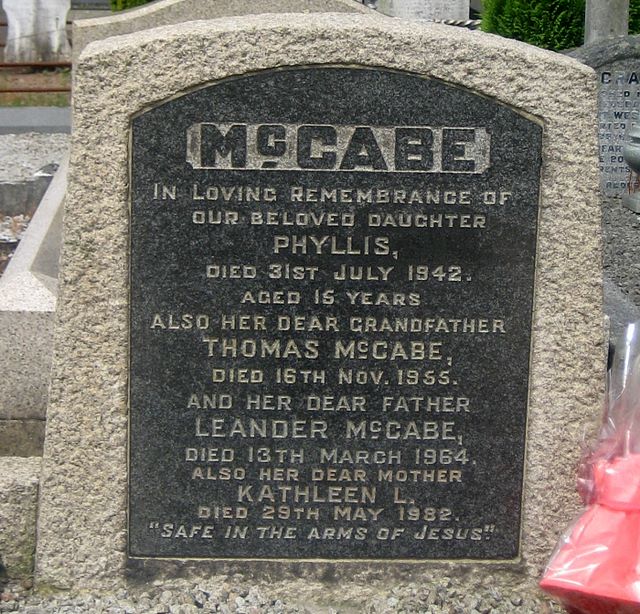 McCABE
IN LOVING REMEMBRANCE OF
OUR BELOVED DAUGHTER
PHYLLIS,
DIED 31ST JULY 1942.
AGED 15 YEARS
ALSO HER DEAR GRANDFATHER
THOMAS McCABE,
DIED 16TH NOV. 1955.
AND HER DEAR FATHER
LEANDER McCABE,
DIED 13TH MARCH 1964.
ALSO HER DEAR MOTHER
KATHLEEN L.
DIED 29TH MAY 1982.
"SAFE IN THE ARMS OF JESUS."